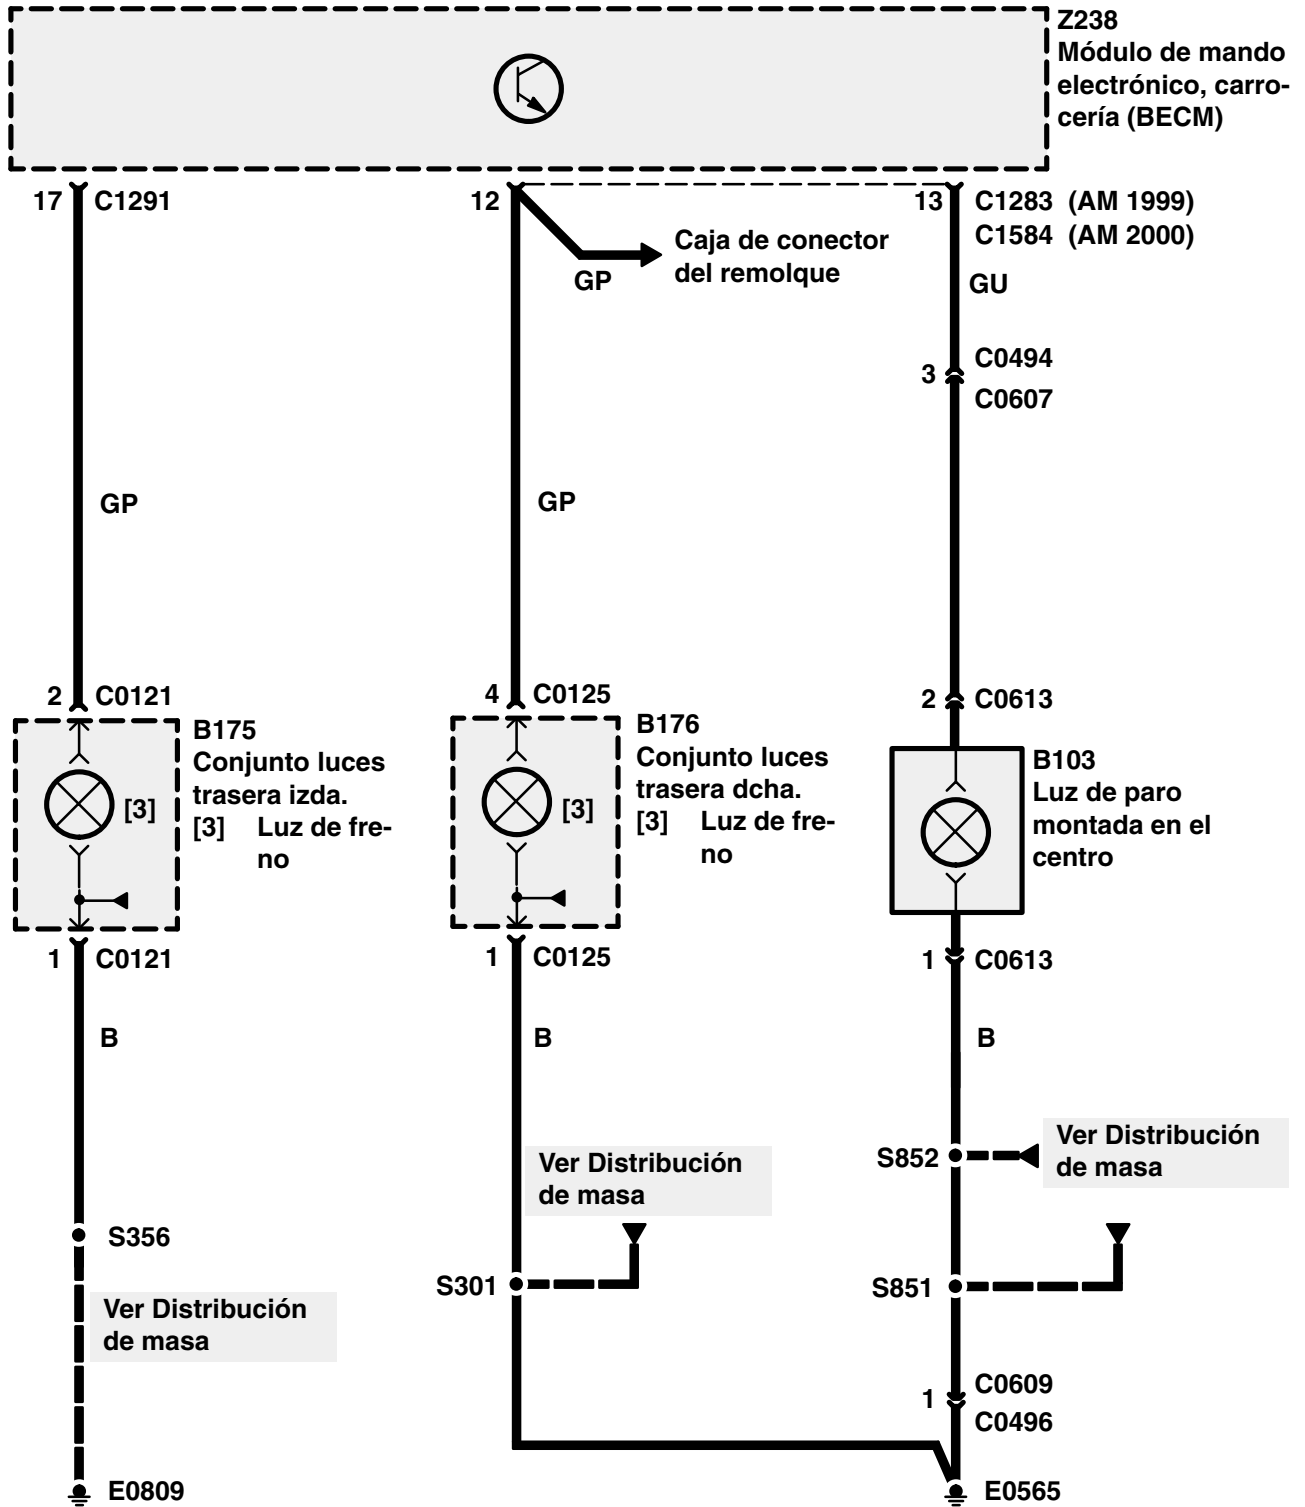 Z238
Módulo de mando
electrónico, carro-
cería (BECM)
17 C1291
12
13 C1283 (AM 1999)
C1584 (AM 2000)
Caja de conector
del remolque
GP
GU
3 C0494
C0607
GP
GP
2 C0121
4 C0125
2 C0613
B175
Conjunto luces
trasera izda.
[3] Luz de fre-
no
[3]
B176
Conjunto luces
trasera dcha.
[3] Luz de fre-
no
[3]
B103
Luz de paro
montada en el
centro
1 C0121
1 C0125
1 C0613
B
B
B
S852
Ver Distribución
de masa
Ver Distribución
de masa
S356
S301
S851
Ver Distribución
de masa
1 C0609
C0496
E0809
E0565